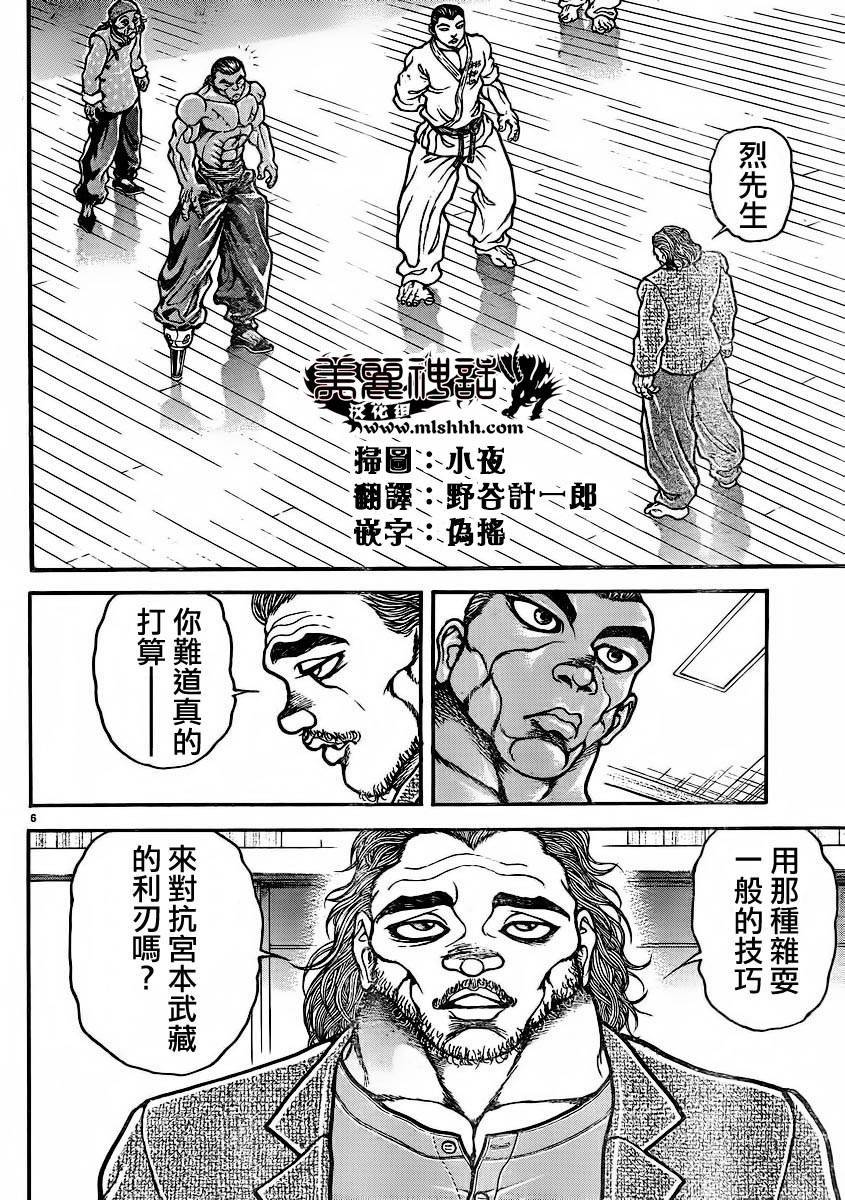 烈先生
美麗神話
汉化组
www.mlshhh.com
掃圖：小夜
翻譯：野谷計一郎
嵌字：偽搖
你難道真的
打算——
6
用那種雜耍
一般的技巧
來對抗宮本武藏
的利刃嗎？